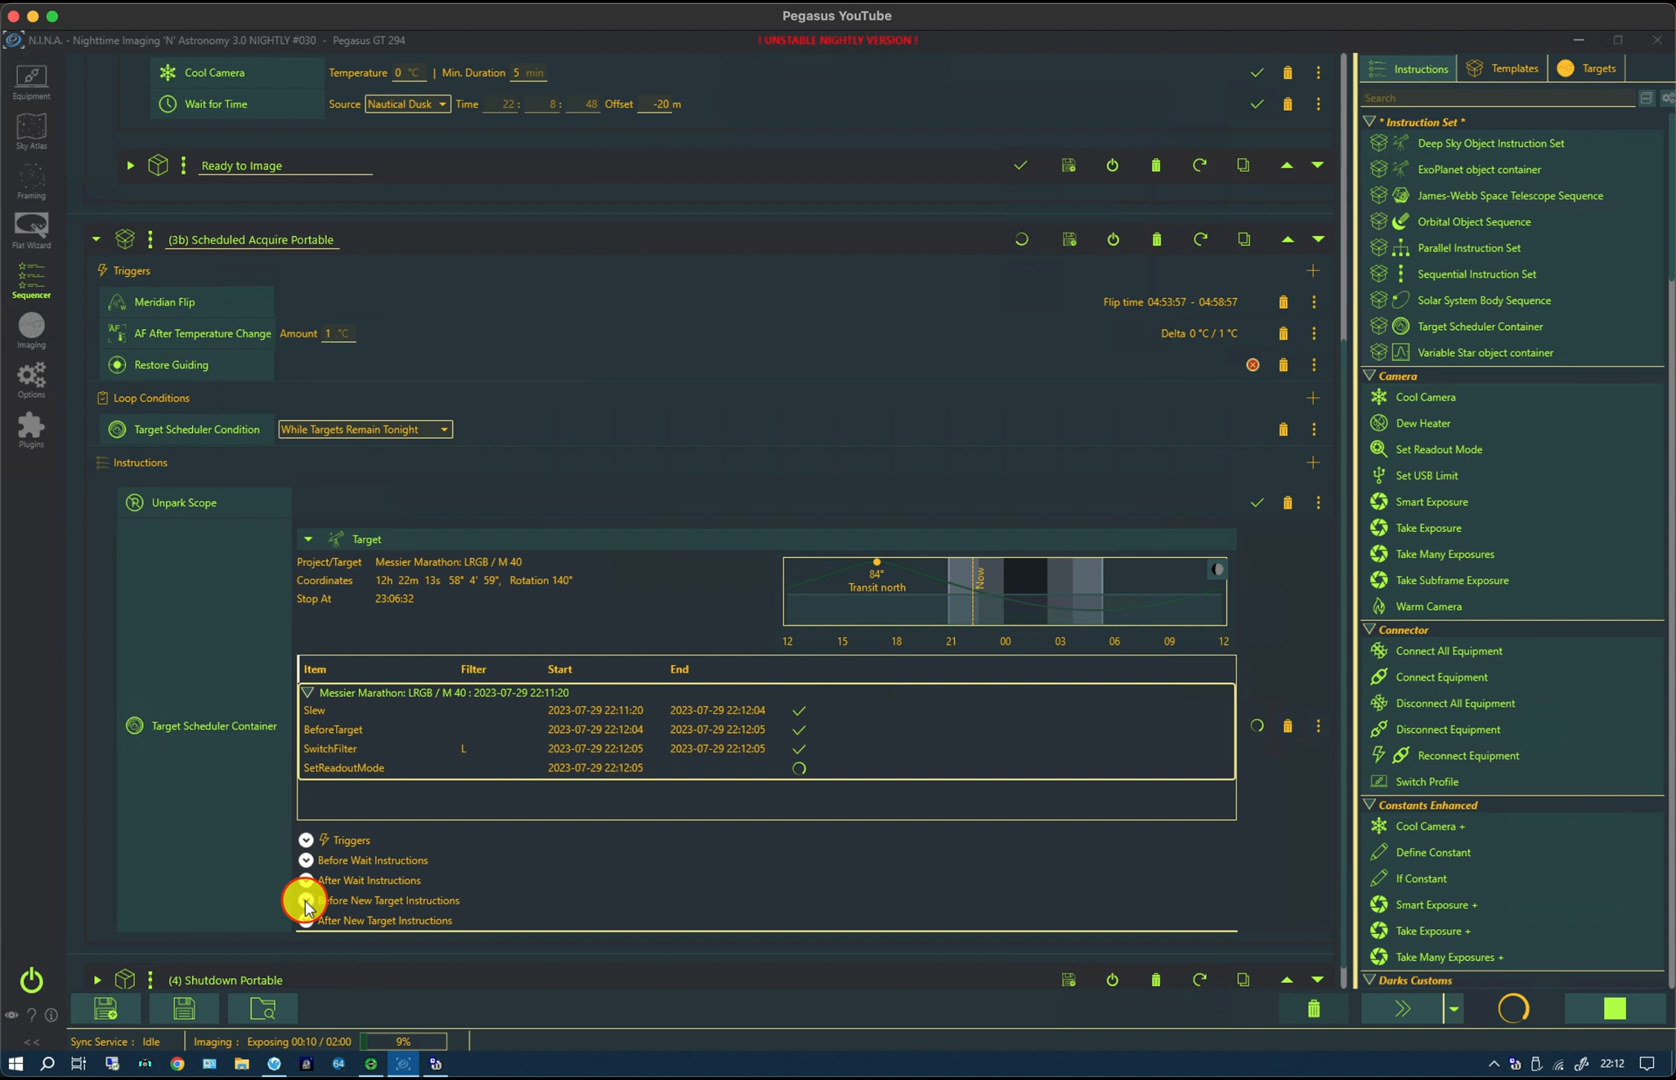 Pegasus YouTube
N.I.N.A. - Nighttime Imaging 'N' Astronomy 3.0 NIGHTLY #030 - Pegasus GT 294
! UNSTABLE NIGHTLY VERSION !
Equipment
Sky Atlas
Framing
Flat Wizard
Sequencer
Imaging
Options
Plugins
Cool Camera Temperature 0 °C | Min. Duration 5 min
Wait for Time Source Nautical Dusk Time 22 : 8 : 48 Offset -20 m
Ready to Image
(3b) Scheduled Acquire Portable
Triggers
Meridian Flip Flip time 04:53:57 - 04:58:57
AF After Temperature Change Amount 1 °C Delta 0 °C / 1 °C
Restore Guiding
Loop Conditions
Target Scheduler Condition While Targets Remain Tonight
Instructions
Unpark Scope
Target Scheduler Container
Target
Project/Target Messier Marathon: LRGB / M 40
Coordinates 12h 22m 13s 58° 4' 59", Rotation 140°
Stop At 23:06:32
84°
Transit north
Now
12 15 18 21 00 03 06 09 12
Item Filter Start End
Messier Marathon: LRGB / M 40 : 2023-07-29 22:11:20
Slew 2023-07-29 22:11:20 2023-07-29 22:12:04
BeforeTarget 2023-07-29 22:12:04 2023-07-29 22:12:05
SwitchFilter L 2023-07-29 22:12:05 2023-07-29 22:12:05
SetReadoutMode 2023-07-29 22:12:05
Triggers
Before Wait Instructions
After Wait Instructions
efore New Target Instructions
After New Target Instructions
(4) Shutdown Portable
<<
Sync Service : Idle Imaging : Exposing 00:10 / 02:00 9%
Instructions Templates Targets
Search
* Instruction Set *
Deep Sky Object Instruction Set
ExoPlanet object container
James-Webb Space Telescope Sequence
Orbital Object Sequence
Parallel Instruction Set
Sequential Instruction Set
Solar System Body Sequence
Target Scheduler Container
Variable Star object container
Camera
Cool Camera
Dew Heater
Set Readout Mode
Set USB Limit
Smart Exposure
Take Exposure
Take Many Exposures
Take Subframe Exposure
Warm Camera
Connector
Connect All Equipment
Connect Equipment
Disconnect All Equipment
Disconnect Equipment
Reconnect Equipment
Switch Profile
Constants Enhanced
Cool Camera +
Define Constant
If Constant
Smart Exposure +
Take Exposure +
Take Many Exposures +
Darks Customs
64
22:12